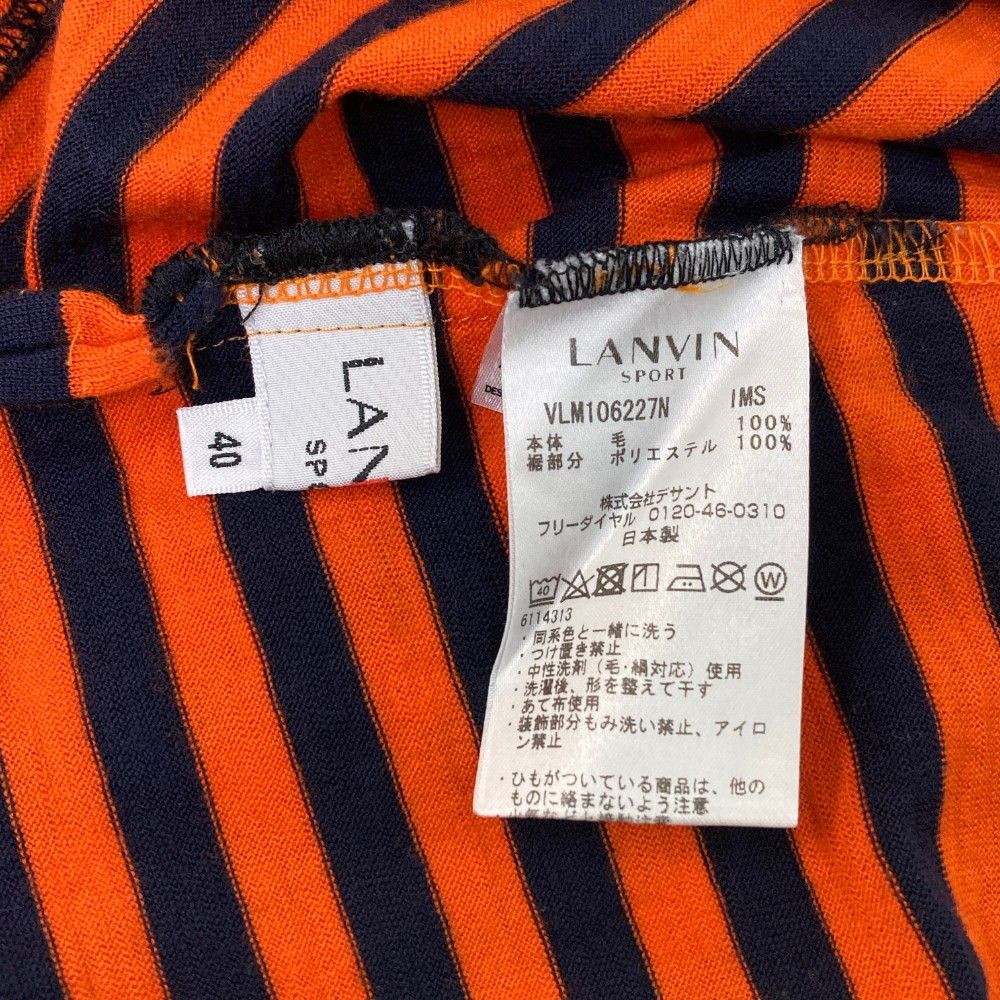 LAN
SP
40
DES
LANVIN
SPORT
VLM106227N IMS
本体 毛 100%
裾部分 ポリエステル 100%
株式会社デサント
フリーダイヤル 0120-46-0310
日本製
40 W
6114313
・同系色と一緒に洗う
・つけ置き禁止
・中性洗剤（毛・絹対応）使用
・洗濯後、形を整えて干す
・あて布使用
・装飾部分もみ洗い禁止、アイロ
ン禁止
・ひもがついている商品は、他の
ものに絡まないよう注意